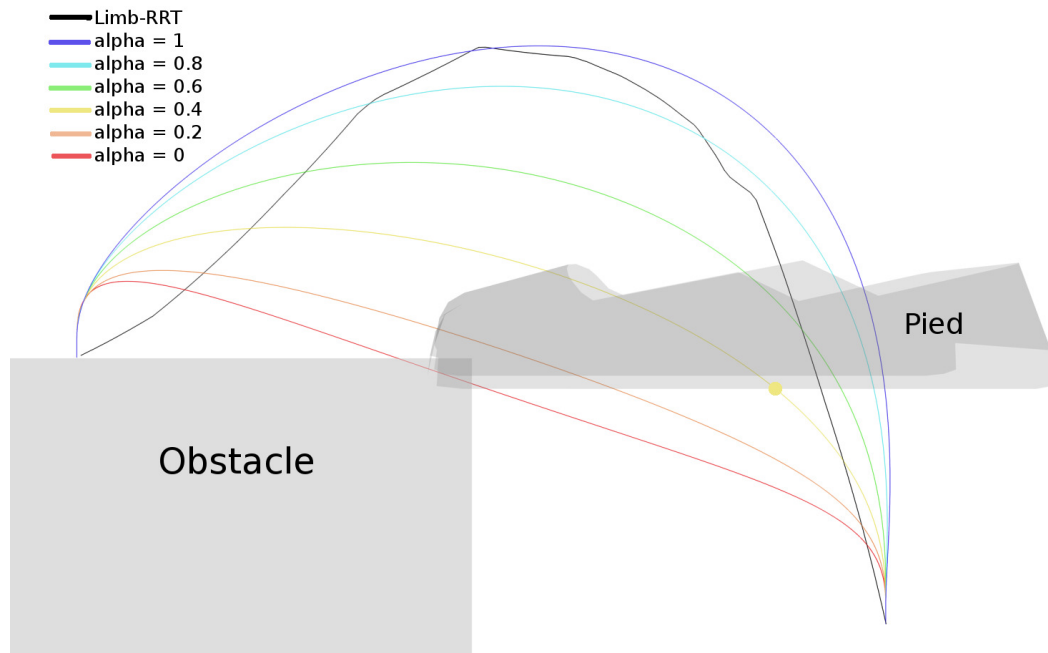 Limb-RRT
alpha = 1
alpha = 0.8
alpha = 0.6
alpha = 0.4
alpha = 0.2
alpha = 0
Pied
Obstacle